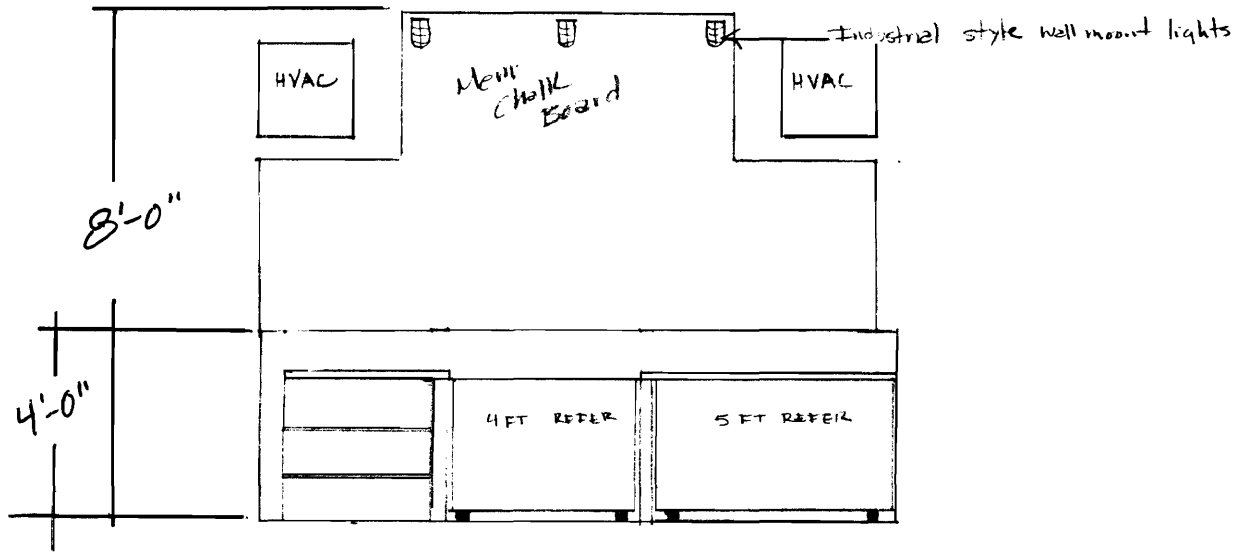 Industrial style wall mount lights
HVAC
Menu
Chalk
Board
HVAC
8'-0"
4'-0"
4 FT REFER
5 FT REFER